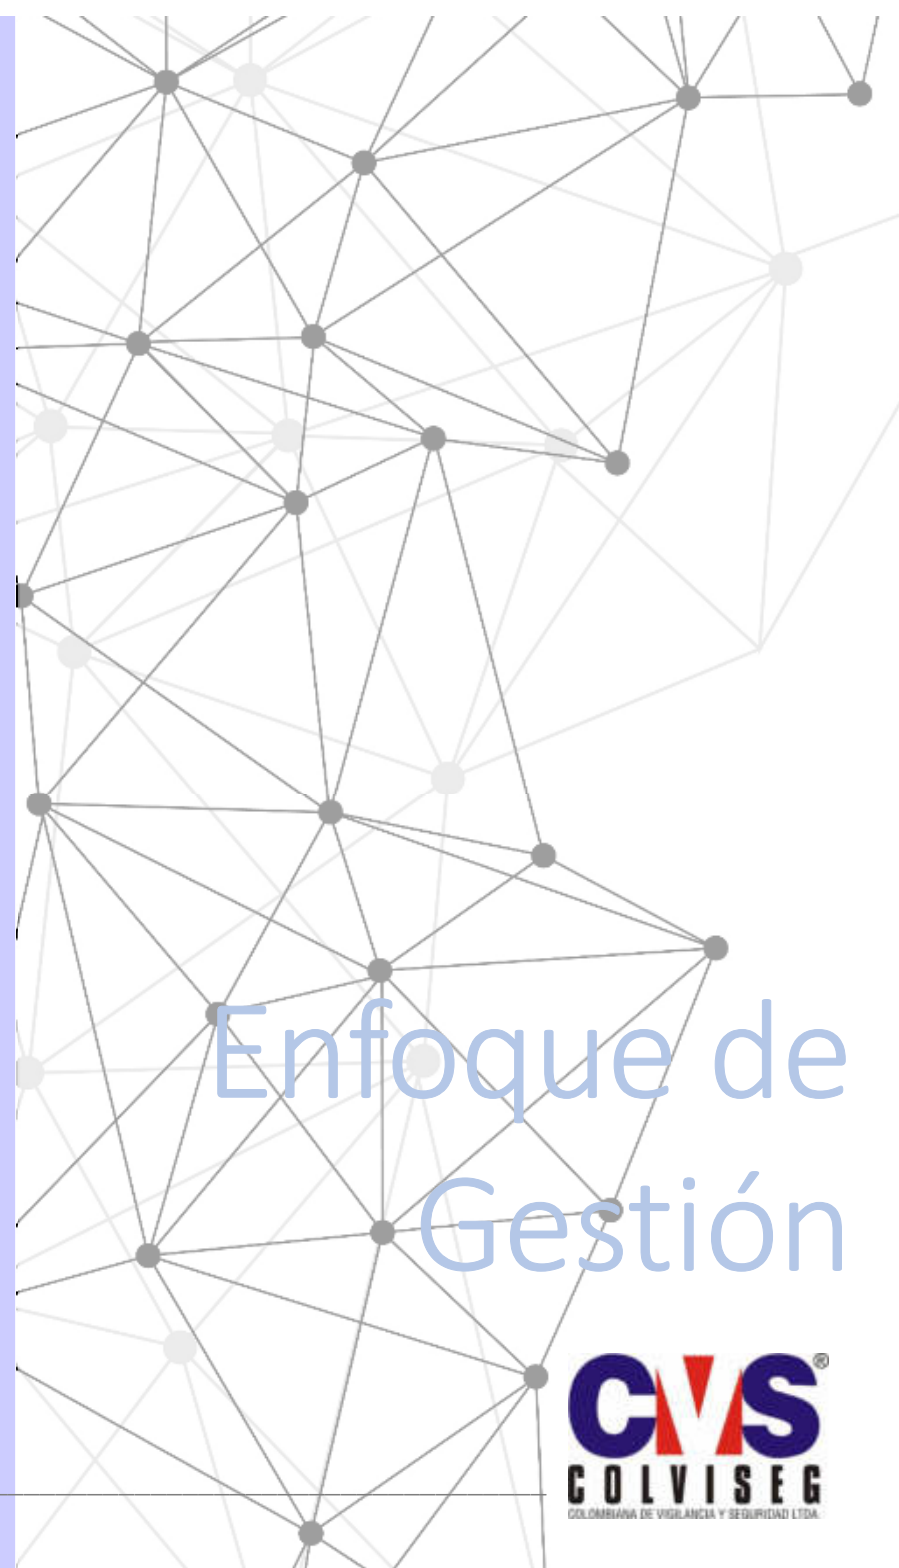 Enfoque de
Gestión
CVS®
COLVISEG
COLOMBIANA DE VIGILANCIA Y SEGURIDAD LTDA.